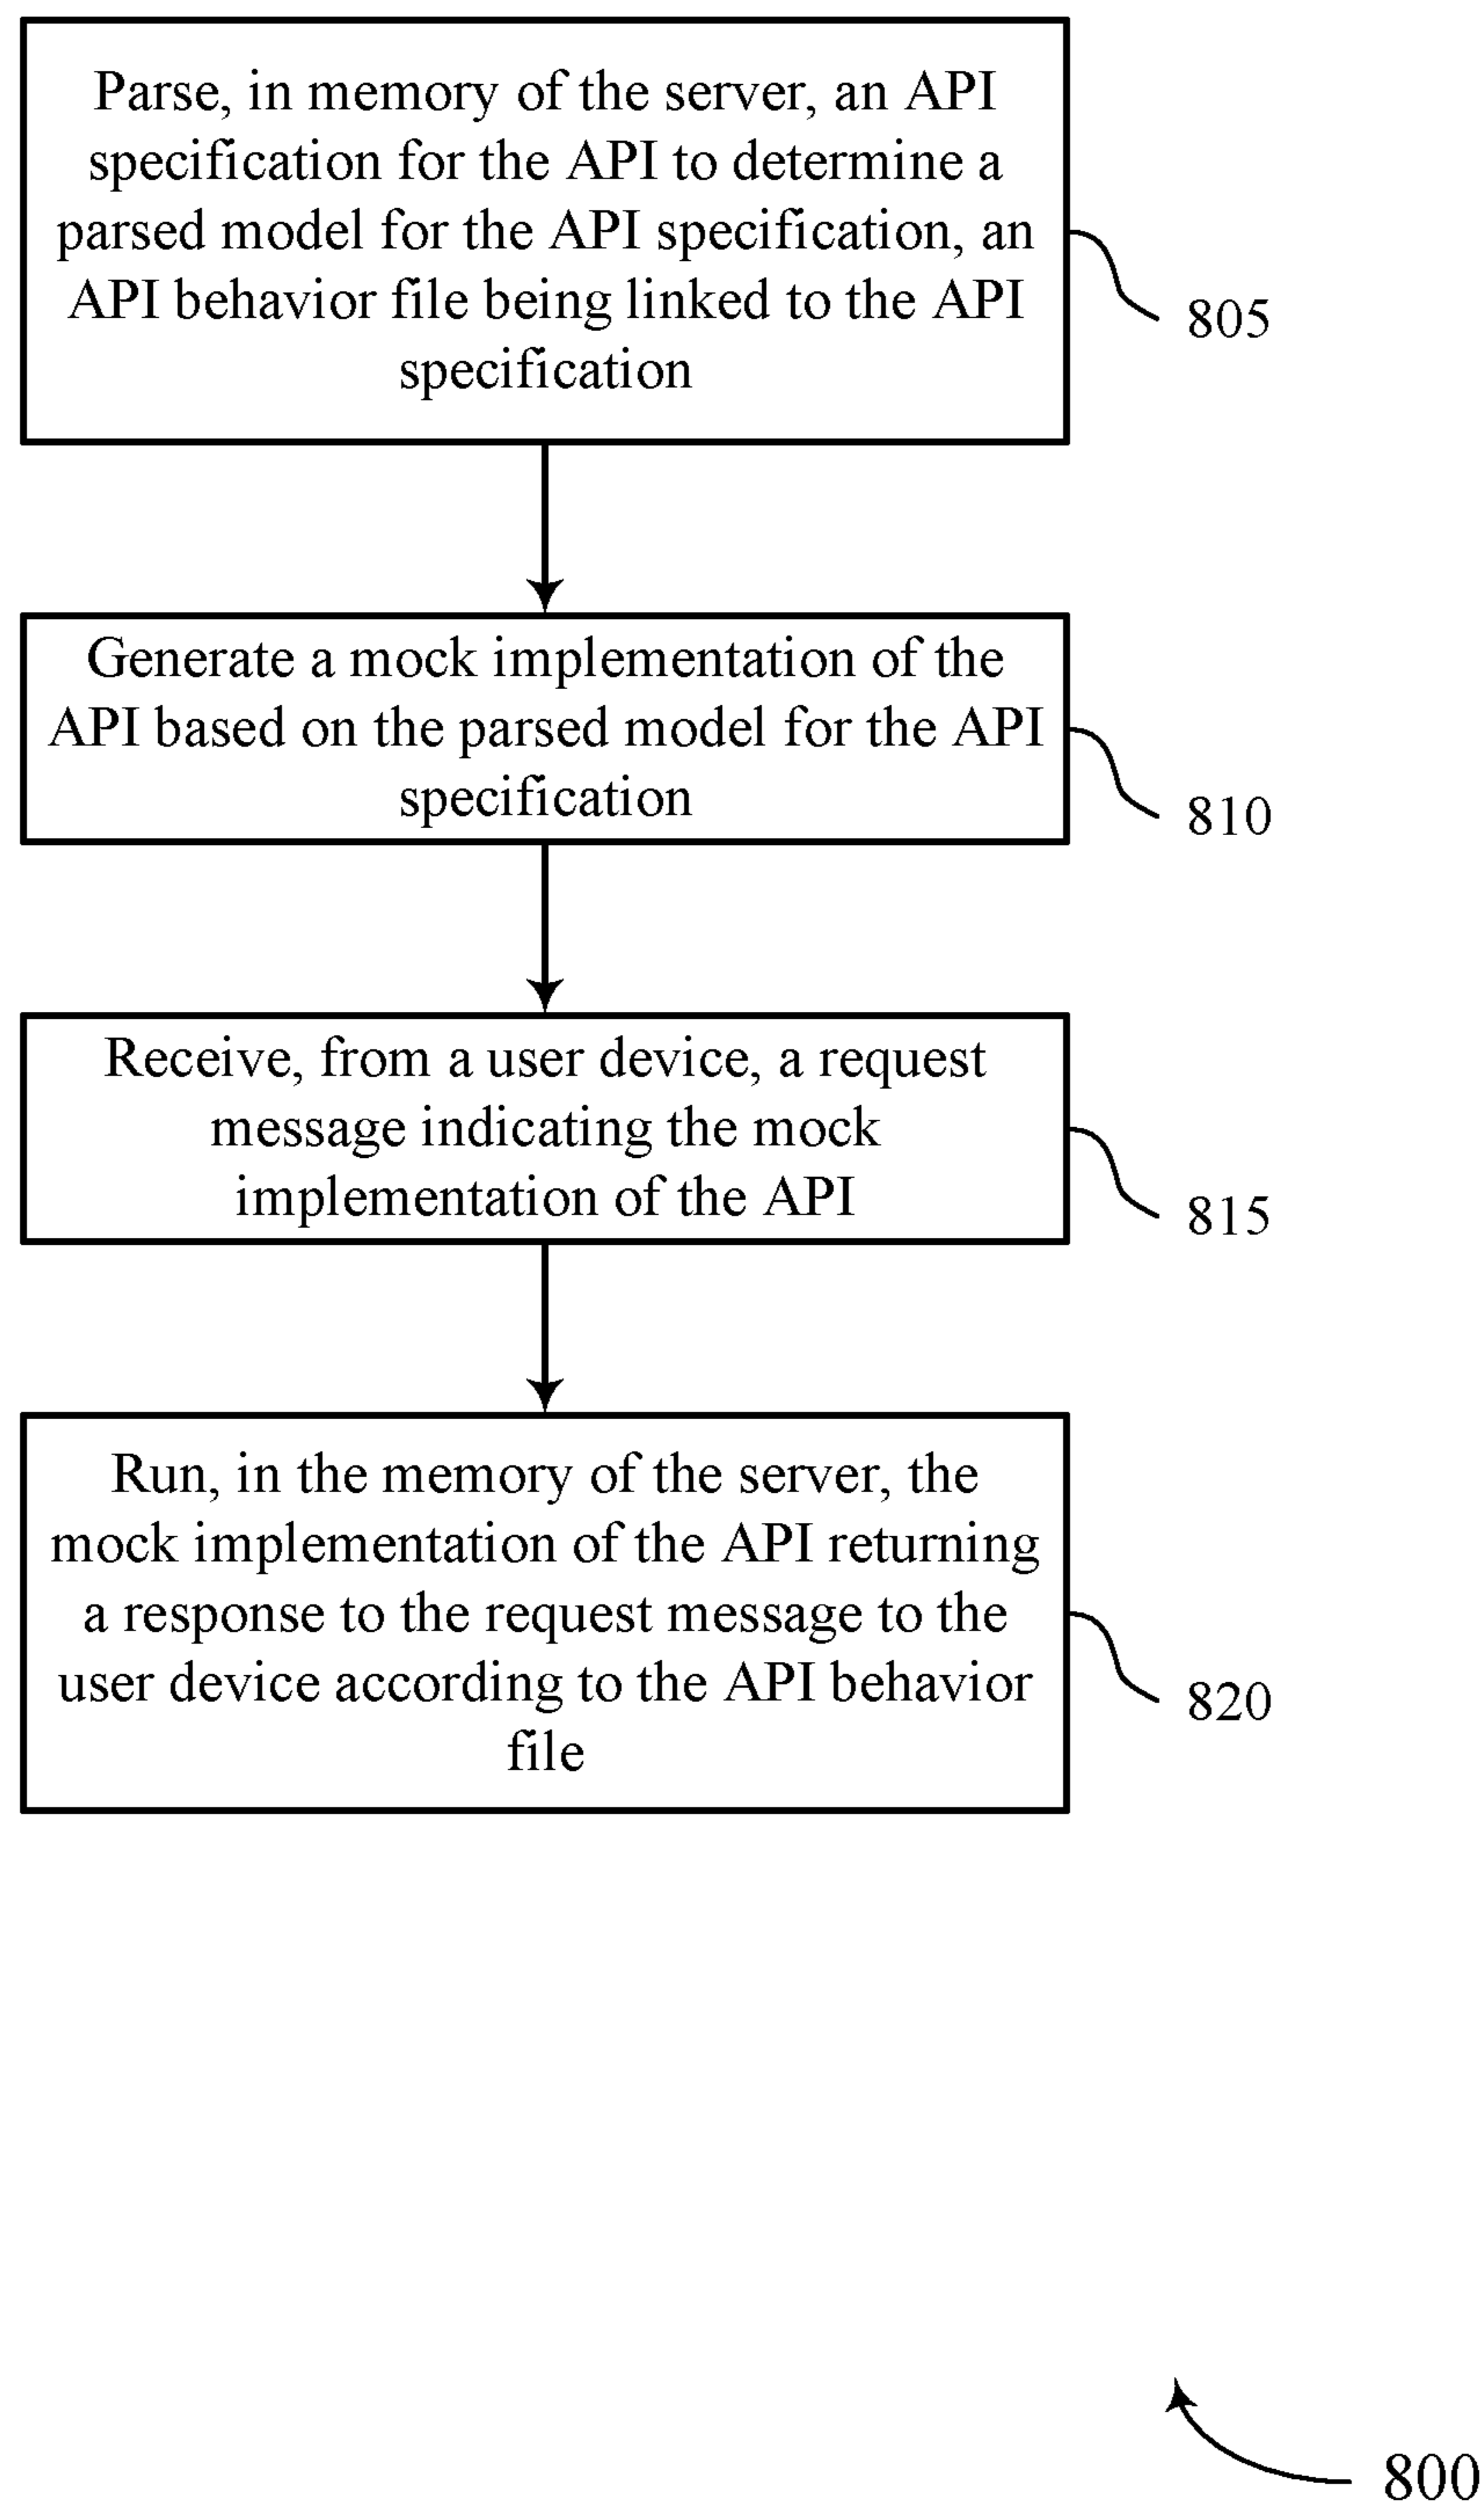 Parse, in memory of the server, an API
specification for the API to determine a
parsed model for the API specification, an
API behavior file being linked to the API
specification
805
Generate a mock implementation of the
API based on the parsed model for the API
specification
810
Receive, from a user device, a request
message indicating the mock
implementation of the API
815
Run, in the memory of the server, the
mock implementation of the API returning
a response to the request message to the
user device according to the API behavior
file
820
800